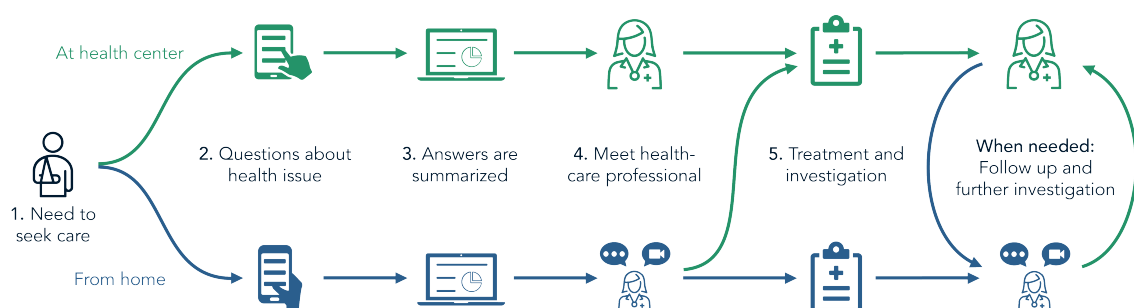 At health center
2. Questions about
health issue
3. Answers are
summarized
4. Meet health-
care professional
5. Treatment and
investigation
When needed:
Follow up and
further investigation
1. Need to
seek care
From home